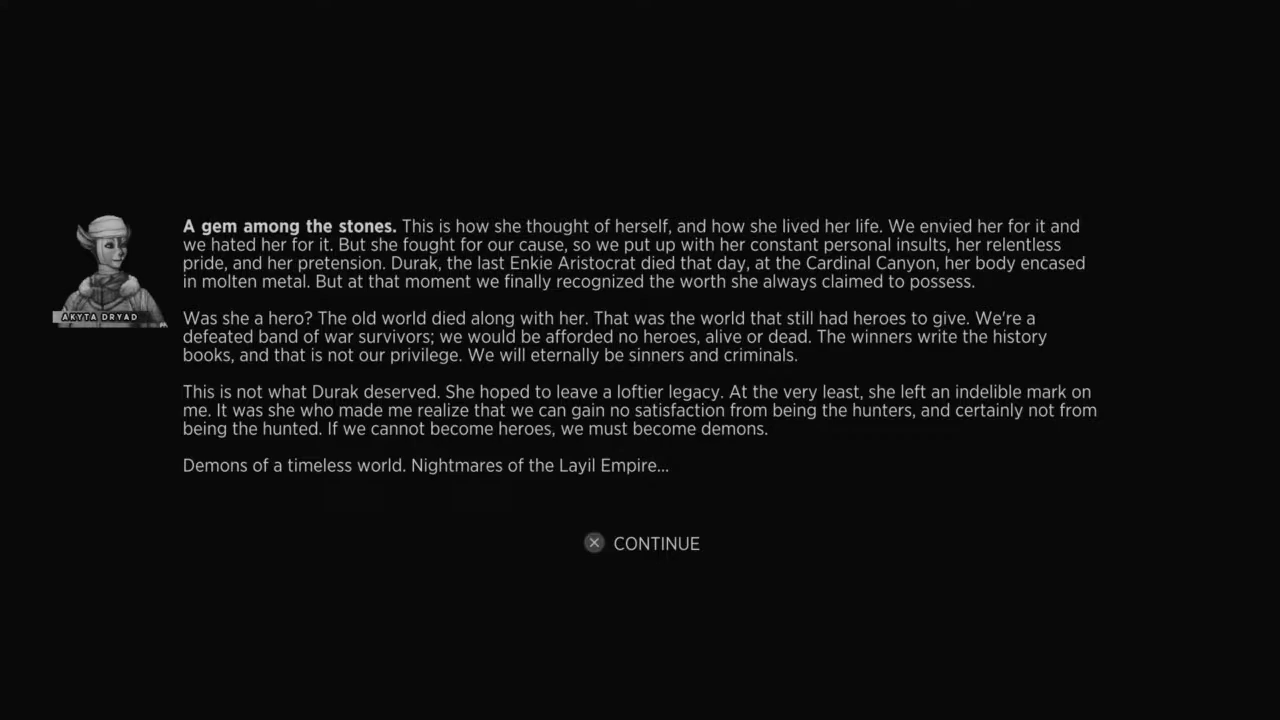 A gem among the stones. This is how she thought of herself, and how she lived her life. We envied her for it and
we hated her for it. But she fought for our cause, so we put up with her constant personal insults, her relentless
pride, and her pretension. Durak, the last Enkie Aristocrat died that day, at the Cardinal Canyon, her body encased
in molten metal. But at that moment we finally recognized the worth she always claimed to possess.
AKYTA DRYAD
Was she a hero? The old world died along with her. That was the world that still had heroes to give. We're a
defeated band of war survivors; we would be afforded no heroes, alive or dead. The winners write the history
books, and that is not our privilege. We will eternally be sinners and criminals.
This is not what Durak deserved. She hoped to leave a loftier legacy. At the very least, she left an indelible mark on
me. It was she who made me realize that we can gain no satisfaction from being the hunters, and certainly not from
being the hunted. If we cannot become heroes, we must become demons.
Demons of a timeless world. Nightmares of the Layil Empire...
CONTINUE